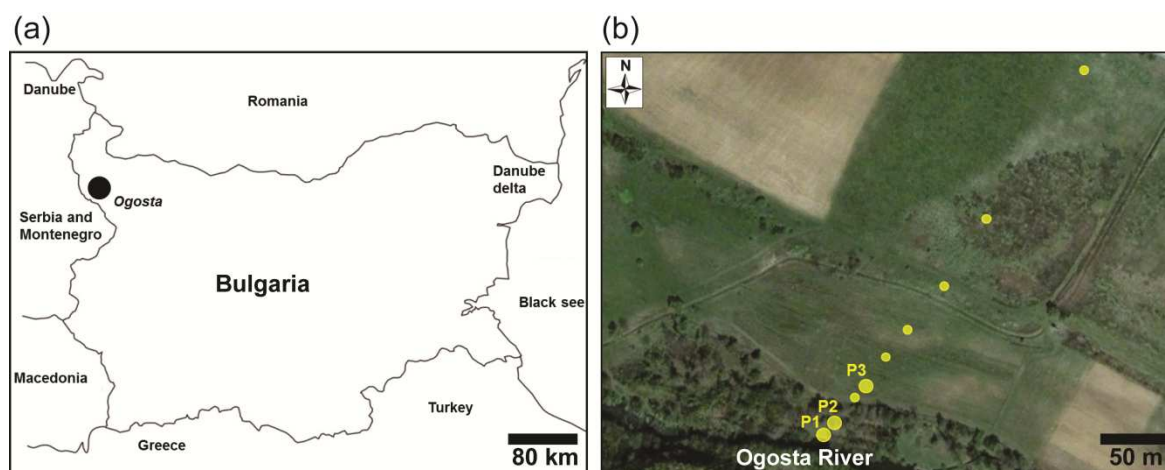 (a)
Danube
Romania
Ogosta
Danube
delta
Serbia and
Montenegro
Bulgaria
Black see
Macedonia
Turkey
Greece
80 km
(b)
N
P3
P2
P1
Ogosta River
50 m